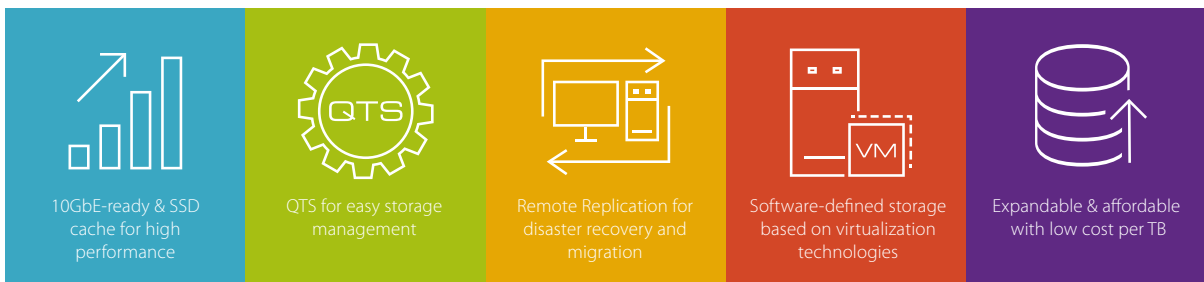 10GbE-ready & SSD
cache for high
performance
QTS
QTS for easy storage
management
Remote Replication for
disaster recovery and
migration
VM
Software-defined storage
based on virtualization
technologies
Expandable & affordable
with low cost per TB